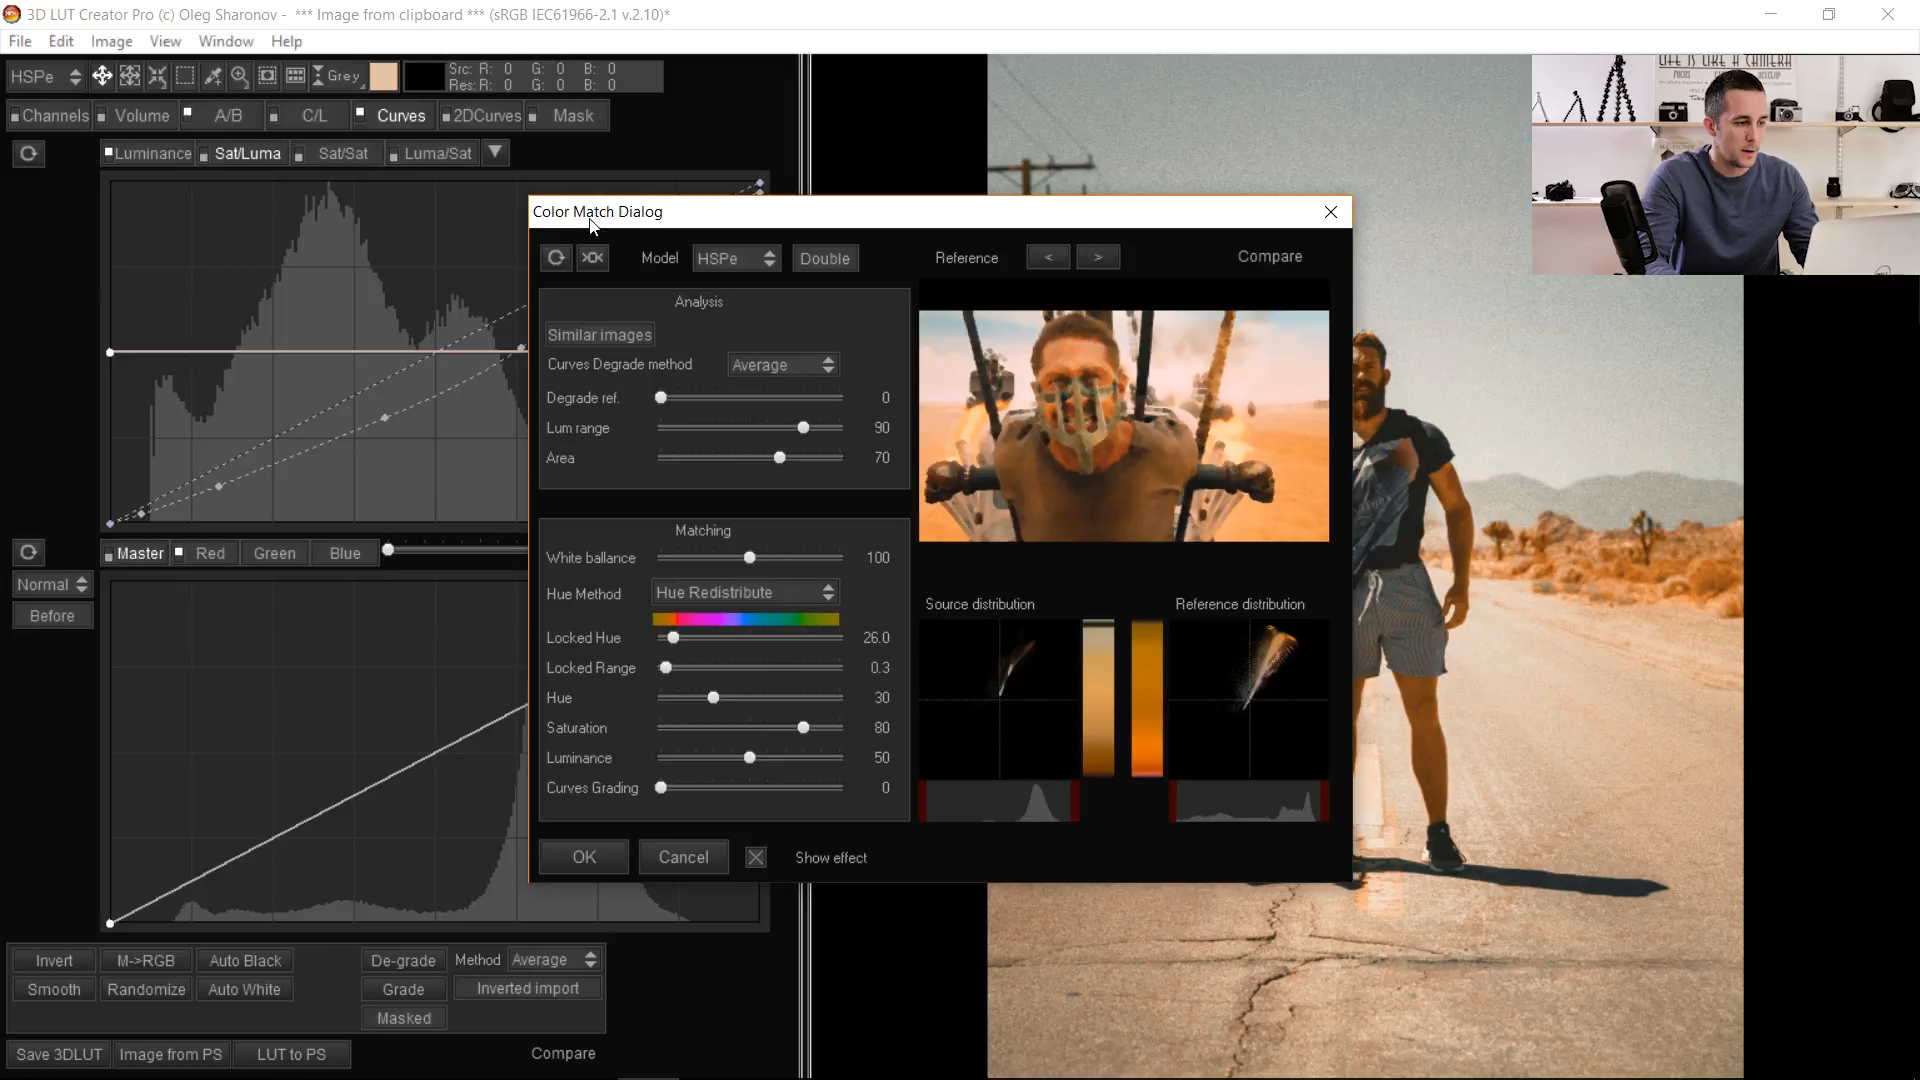 3D LUT Creator Pro (c) Oleg Sharonov - *** Image from clipboard *** (sRGB IEC61966-2.1 v.2.10)*
File Edit Image View Window Help
HSPe Grey Src: R: 0 G: 0 B: 0
Res: R: 0 G: 0 B: 0
LIFE IS LIKE A CAMERA
FOCUS DEVELOP
Channels Volume A/B C/L Curves 2DCurves Mask
Luminance Sat/Luma Sat/Sat Luma/Sat
Color Match Dialog
Model HSPe Double Reference < > Compare
Analysis
Similar images
Curves Degrade method Average
Degrade ref. 0
Lum range 90
Area 70
Matching
White ballance 100
Hue Method Hue Redistribute
Locked Hue 26.0
Locked Range 0.3
Hue 30
Saturation 80
Luminance 50
Curves Grading 0
Source distribution Reference distribution
OK Cancel Show effect
Master Red Green Blue
Normal
Before
Invert M->RGB Auto Black De-grade Method Average
Smooth Randomize Auto White Grade Inverted import
Masked
Save 3DLUT Image from PS LUT to PS Compare